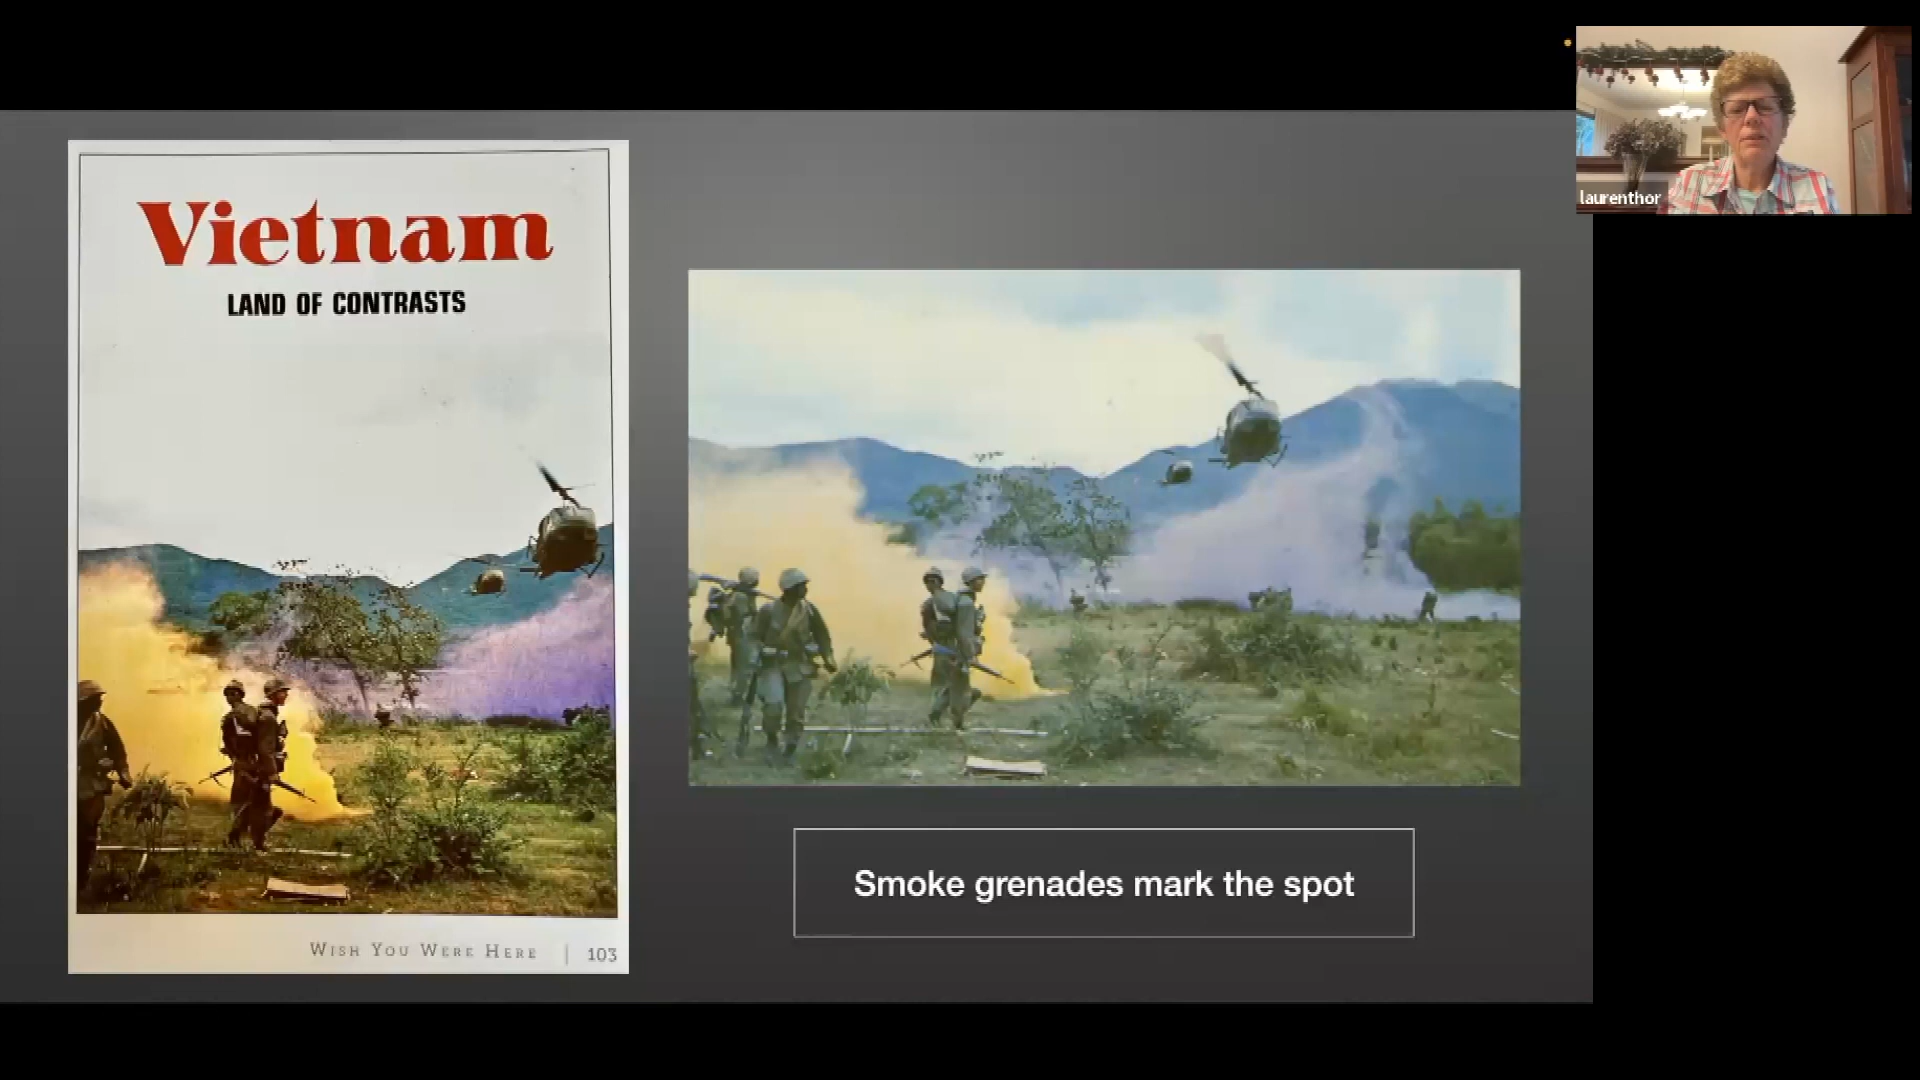 Vietnam
LAND OF CONTRASTS
WISH YOU WERE HERE | 103
Smoke grenades mark the spot
laurenthor